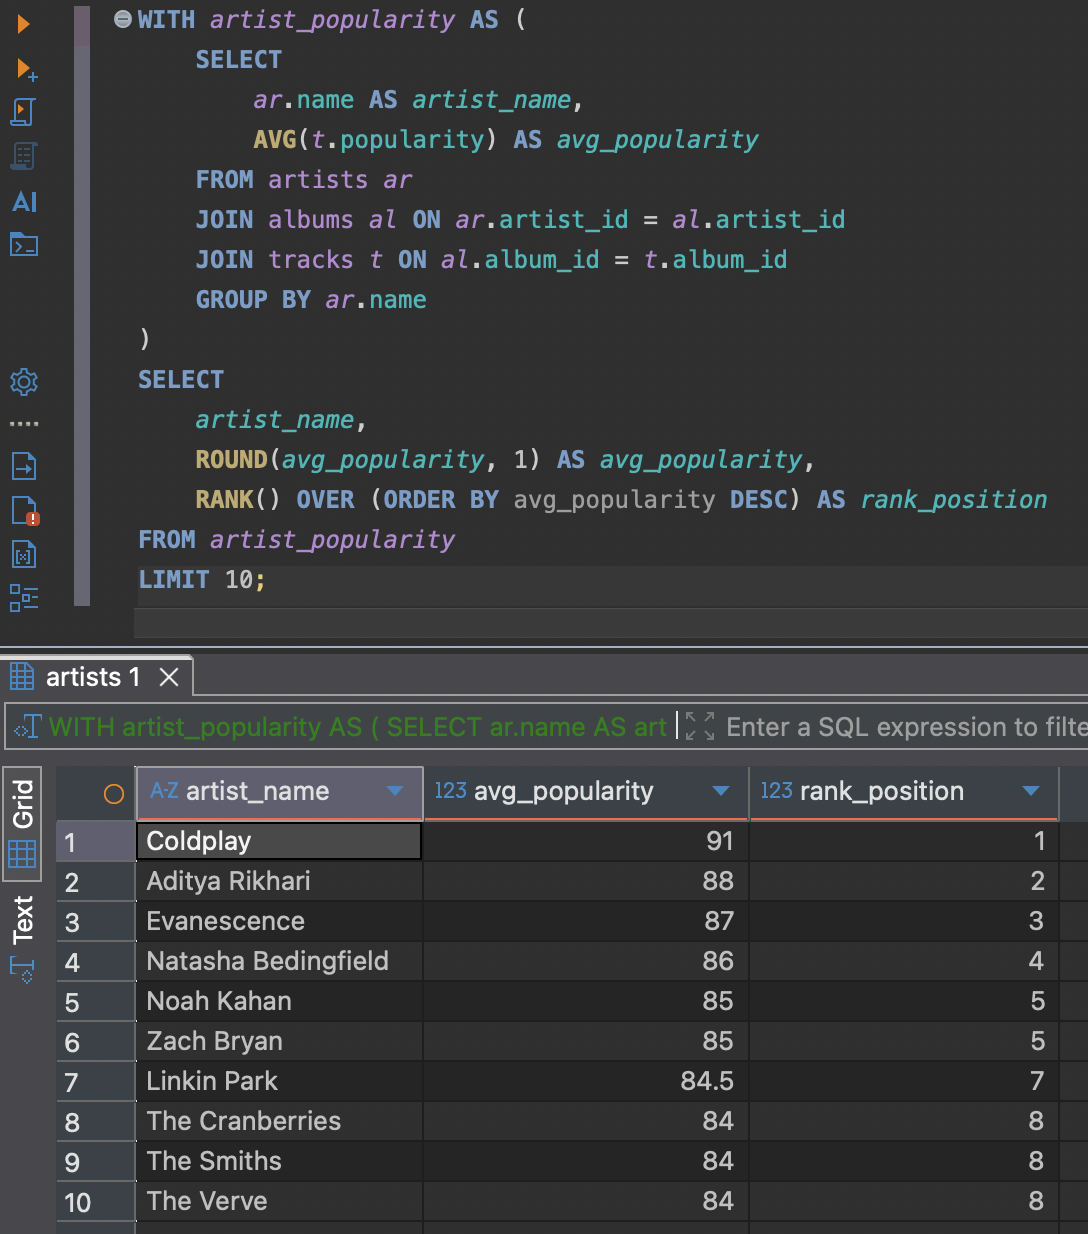 WITH artist_popularity AS (
SELECT
ar.name AS artist_name,
AVG(t.popularity) AS avg_popularity
FROM artists ar
JOIN albums al ON ar.artist_id = al.artist_id
JOIN tracks t ON al.album_id = t.album_id
GROUP BY ar.name
)
SELECT
artist_name,
ROUND(avg_popularity, 1) AS avg_popularity,
RANK() OVER (ORDER BY avg_popularity DESC) AS rank_position
FROM artist_popularity
LIMIT 10;
AI
artists 1
WITH artist_popularity AS ( SELECT ar.name AS art Enter a SQL expression to filte
Grid
Text
A-Z artist_name 123 avg_popularity 123 rank_position
1 Coldplay 91 1
2 Aditya Rikhari 88 2
3 Evanescence 87 3
4 Natasha Bedingfield 86 4
5 Noah Kahan 85 5
6 Zach Bryan 85 5
7 Linkin Park 84.5 7
8 The Cranberries 84 8
9 The Smiths 84 8
10 The Verve 84 8